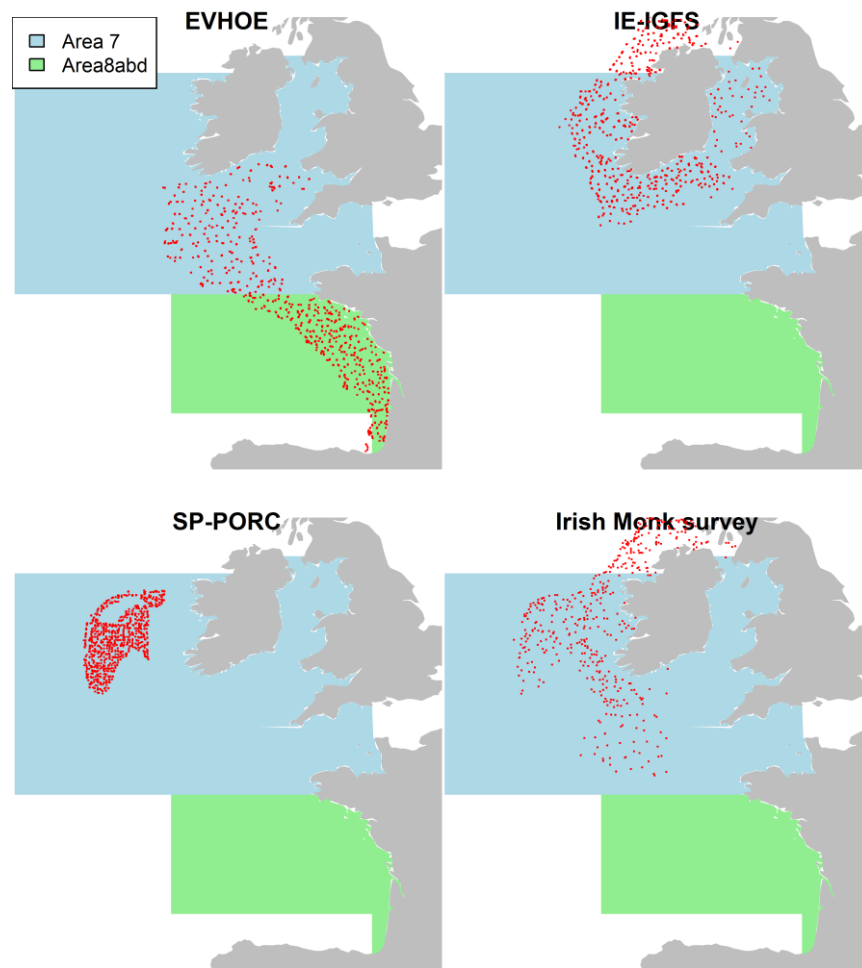 EVHOE
IE-IGFS
Area 7
Area8abd
SP-PORC
Irish Monk survey